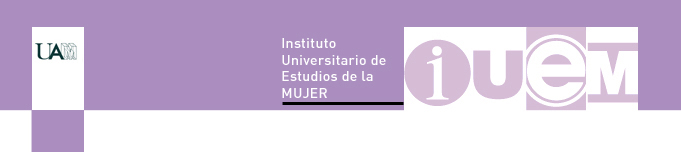 UAM
Instituto
Universitario de
Estudios de la
MUJER
iUeM